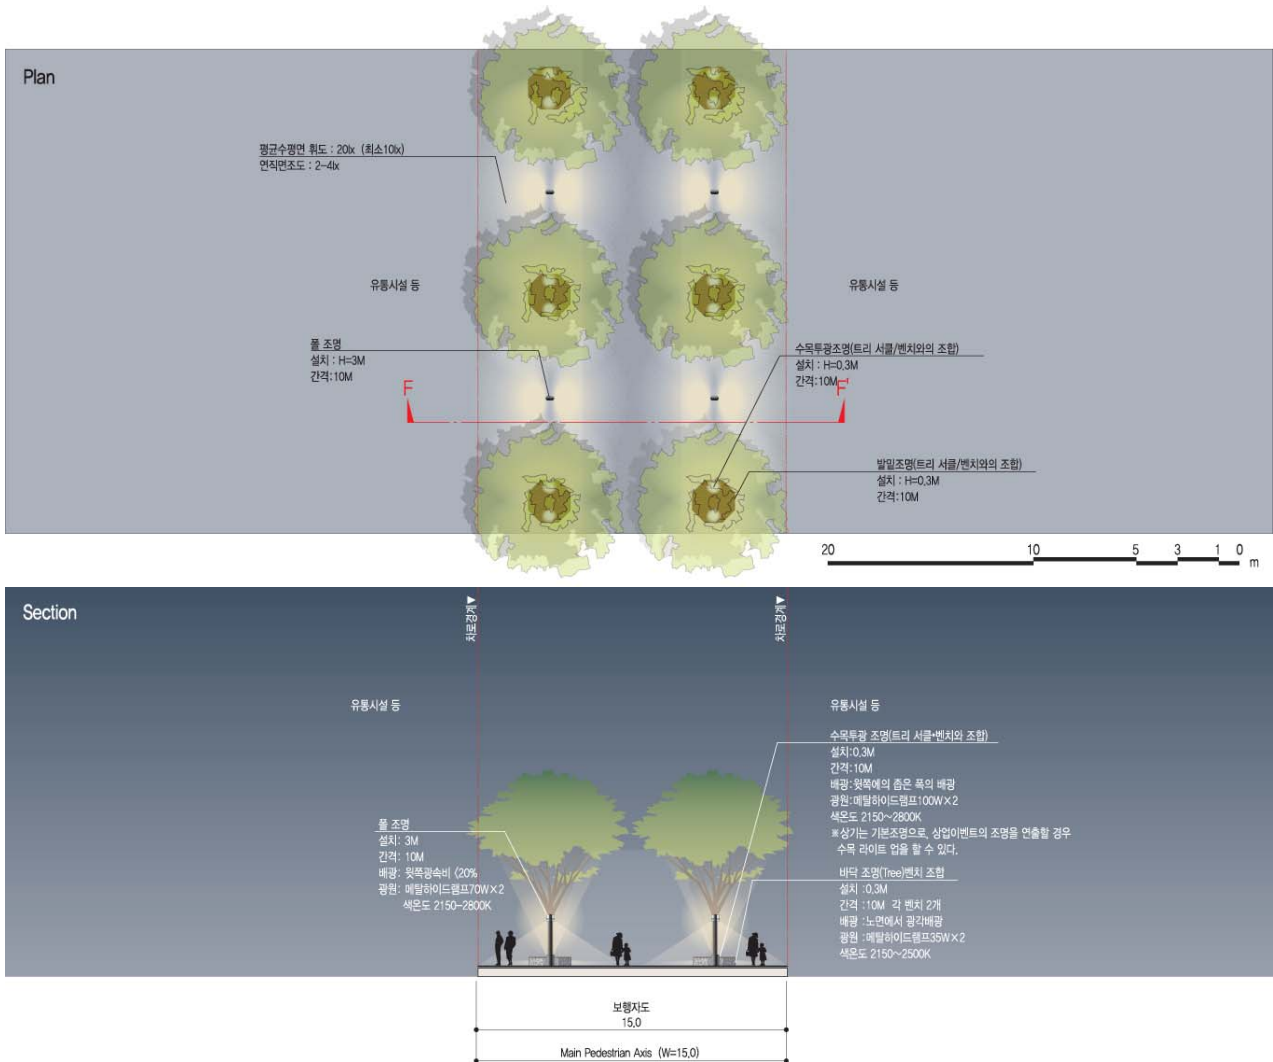 Plan
평균수평면 휘도 : 20lx (최소10lx)
연직면조도 : 2-4lx
유통시설 등
유통시설 등
폴 조명
설치 : H=3M
간격:10M
수목투광조명(트리 서클/벤치와의 조합)
설치 : H=0.3M
간격:10M
F
F'
발밑조명(트리 서클/벤치와의 조합)
설치 : H=0.3M
간격:10M
20 10 5 3 1 0
m
Section
차로경계▼
차로경계▼
유통시설 등
유통시설 등
수목투광 조명(트리 서클•벤치와 조합)
설치:0.3M
간격:10M
배광:윗쪽에의 좁은 폭의 배광
광원:메탈하이드램프100W×2
색온도 2150~2800K
※상기는 기본조명으로, 상업이벤트의 조명을 연출할 경우
수목 라이트 업을 할 수 있다.
폴 조명
설치: 3M
간격: 10M
배광: 윗쪽광속비 <20%
광원: 메탈하이드램프70W×2
색온도 2150-2800K
바닥 조명(Tree)벤치 조합
설치 :0.3M
간격 :10M 각 벤치 2개
배광 :노면에서 광각배광
광원 :메탈하이드램프35W×2
색온도 2150~2500K
보행자도
15.0
Main Pedestrian Axis (W=15.0)